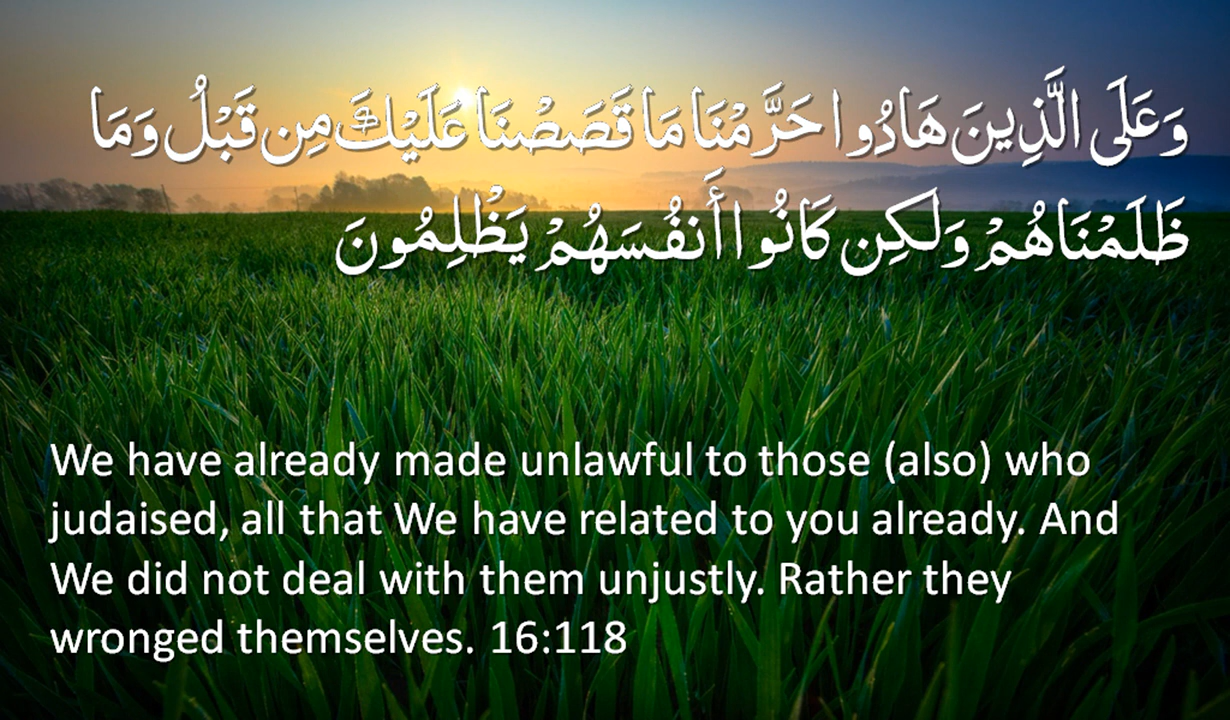 وَعَلَى الَّذِينَ هَادُوا حَرَّمْنَا مَا قَصَصْنَا عَلَيْكَ مِن قَبْلُ وَمَا
ظَلَمْنَاهُمْ وَلَكِن كَانُوا أَنفُسَهُمْ يَظْلِمُونَ
We have already made unlawful to those (also) who
judaised, all that We have related to you already. And
We did not deal with them unjustly. Rather they
wronged themselves. 16:118